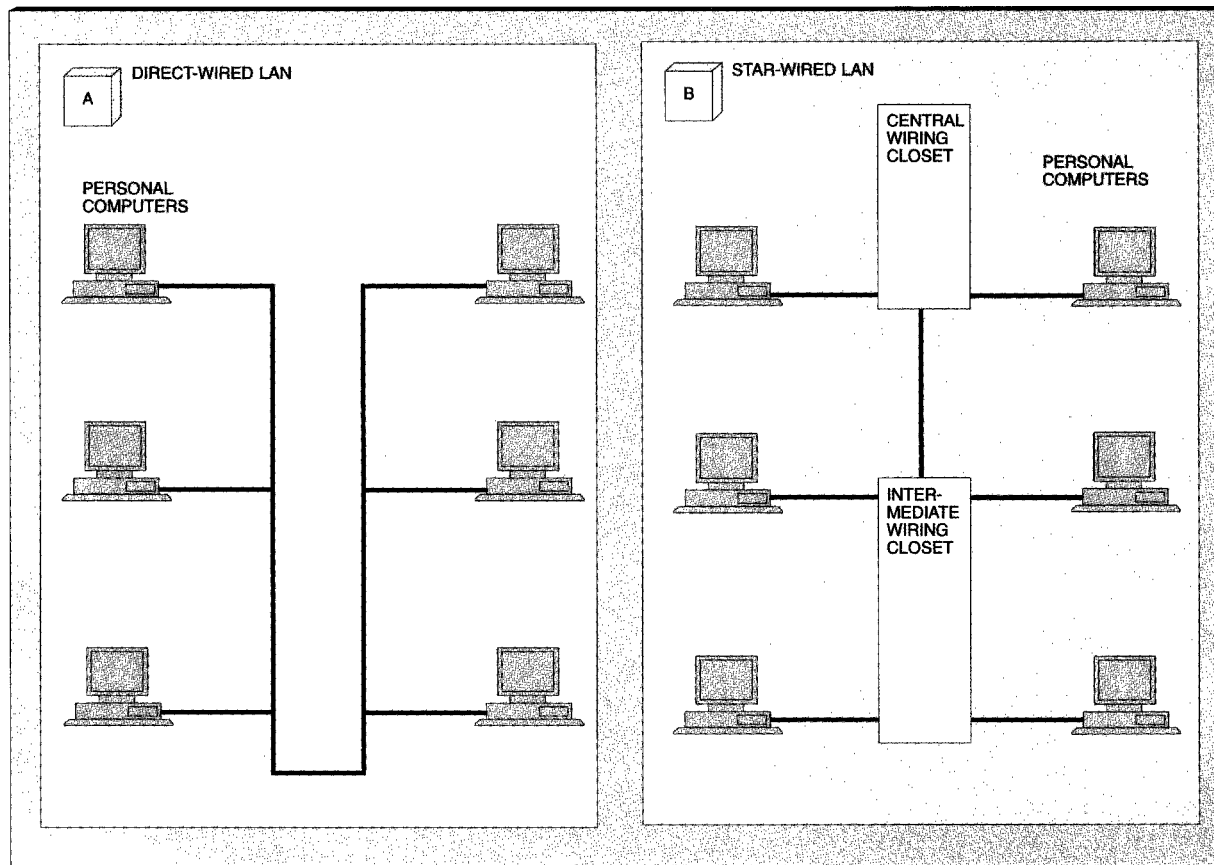 A
DIRECT-WIRED LAN
PERSONAL
COMPUTERS
B
STAR-WIRED LAN
CENTRAL
WIRING
CLOSET
PERSONAL
COMPUTERS
INTER-
MEDIATE
WIRING
CLOSET